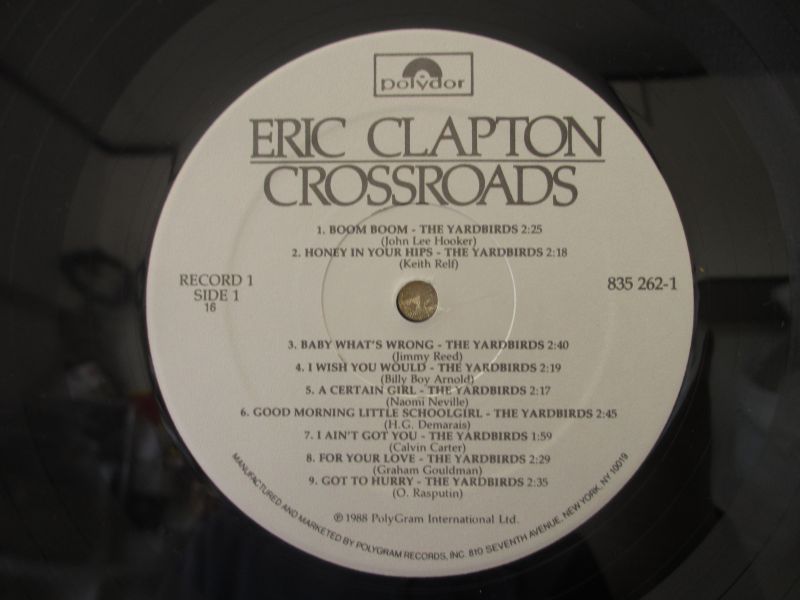 polydor
ERIC CLAPTON
CROSSROADS
1. BOOM BOOM - THE YARDBIRDS 2:25
(John Lee Hooker)
2. HONEY IN YOUR HIPS - THE YARDBIRDS 2:18
(Keith Relf)
RECORD 1
SIDE 1
16
835 262-1
3. BABY WHAT'S WRONG - THE YARDBIRDS 2:40
(Jimmy Reed)
4. I WISH YOU WOULD - THE YARDBIRDS 2:19
(Billy Boy Arnold)
5. A CERTAIN GIRL - THE YARDBIRDS 2:17
(Naomi Neville)
6. GOOD MORNING LITTLE SCHOOLGIRL - THE YARDBIRDS 2:45
(H.G. Demarais)
7. I AIN'T GOT YOU - THE YARDBIRDS 1:59
(Calvin Carter)
8. FOR YOUR LOVE - THE YARDBIRDS 2:29
(Graham Gouldman)
9. GOT TO HURRY - THE YARDBIRDS 2:35
(O. Rasputin)
℗ 1988 PolyGram International Ltd.
MANUFACTURED AND MARKETED BY POLYGRAM RECORDS, INC. 810 SEVENTH AVENUE, NEW YORK, NY 10019